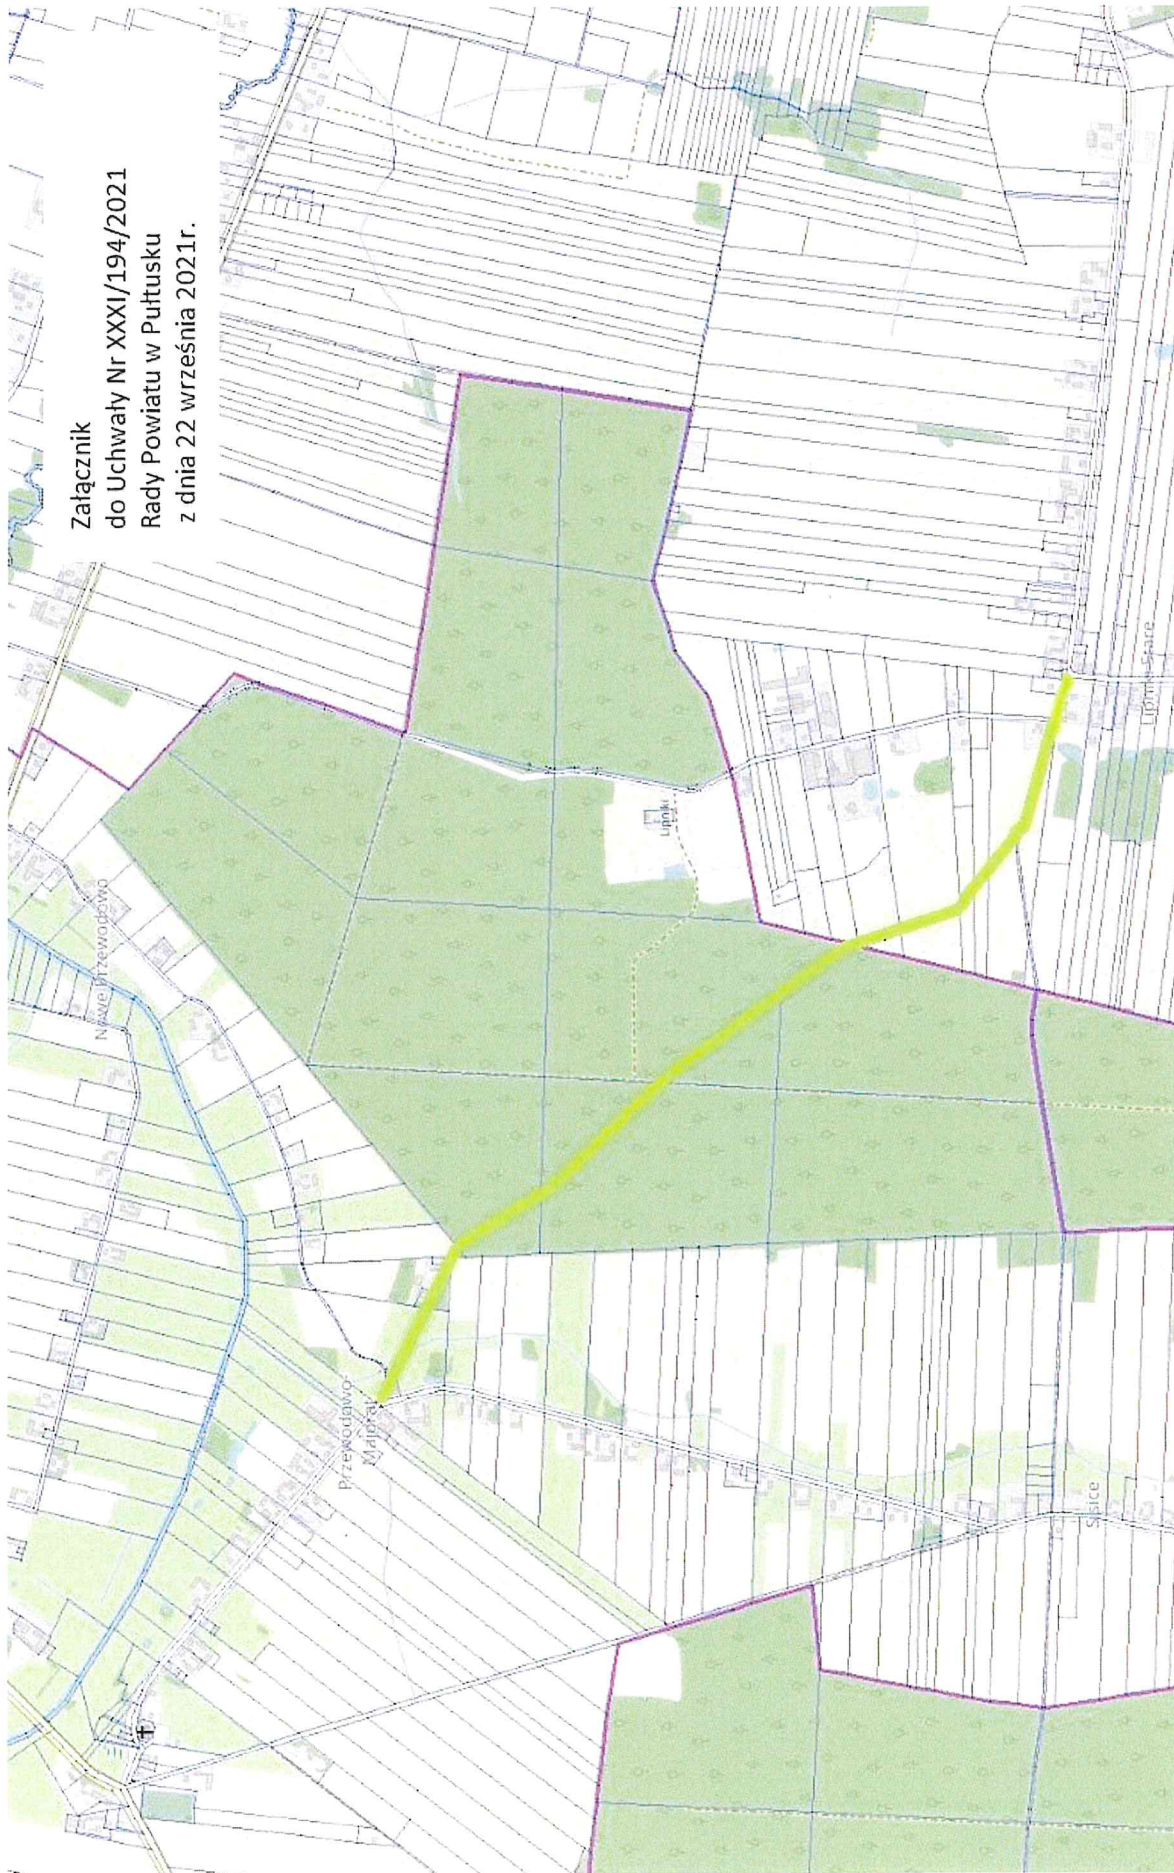 Załącznik
do Uchwały Nr XXXI/194/2021
Rady Powiatu w Pułtusku
z dnia 22 września 2021r.
Nowe Przewodowo
Przewodowo-
Majorat
Lipniki
Lipniki Stare
Sisice